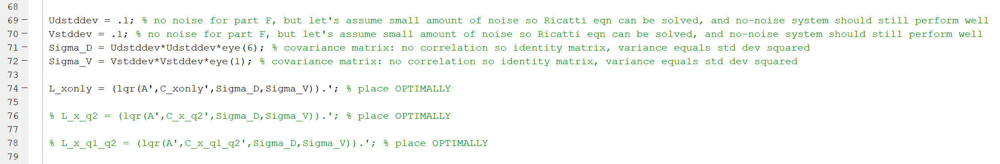 68
69 – Udstddev = .1; % no noise for part F, but let's assume small amount of noise so Ricatti eqn can be solved, and no-noise system should still perform well
70 – Vstddev = .1; % no noise for part F, but let's assume small amount of noise so Ricatti eqn can be solved, and no-noise system should still perform well
71 – Sigma_D = Udstddev*Udstddev*eye(6); % covariance matrix: no correlation so identity matrix, variance equals std dev squared
72 – Sigma_V = Vstddev*Vstddev*eye(1); % covariance matrix: no correlation so identity matrix, variance equals std dev squared
73
74 – L_xonly = (lqr(A',C_xonly',Sigma_D,Sigma_V)).'; % place OPTIMALLY
75
76 % L_x_q2 = (lqr(A',C_x_q2',Sigma_D,Sigma_V)).'; % place OPTIMALLY
77
78 % L_x_q1_q2 = (lqr(A',C_x_q1_q2',Sigma_D,Sigma_V)).'; % place OPTIMALLY
79